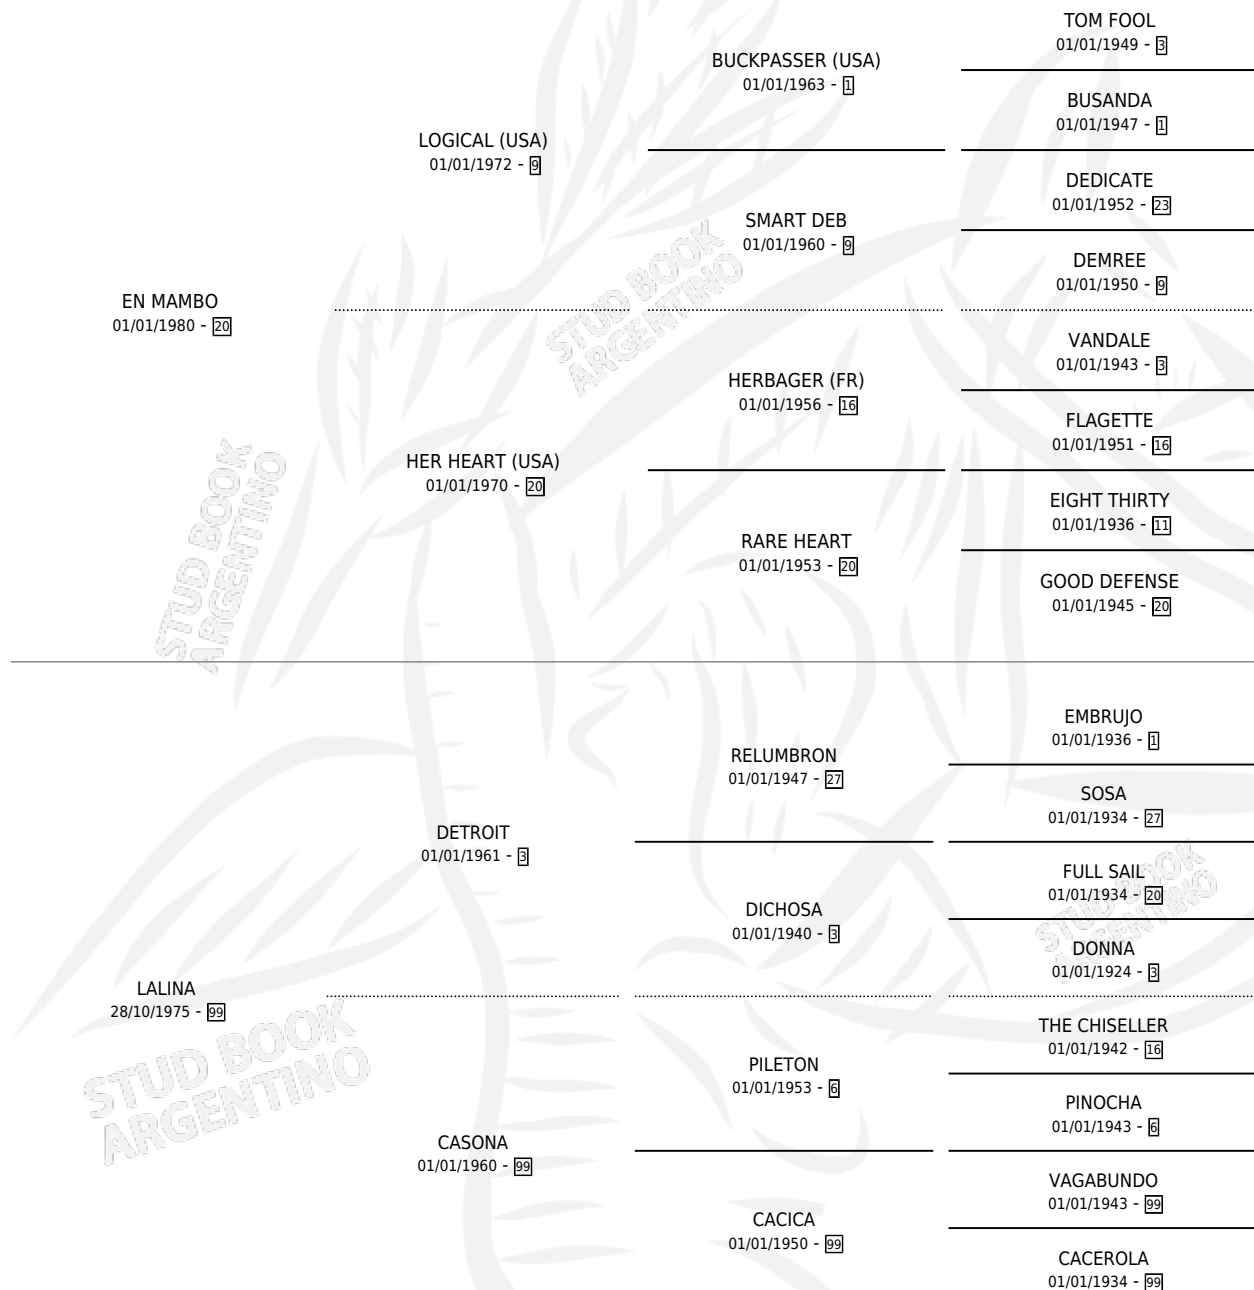 TOM FOOL
01/01/1949 - 3
BUCKPASSER (USA)
01/01/1963 - 1
BUSANDA
01/01/1947 - 1
LOGICAL (USA)
01/01/1972 - 9
DEDICATE
01/01/1952 - 23
SMART DEB
01/01/1960 - 9
DEMREE
01/01/1950 - 9
EN MAMBO
01/01/1980 - 20
VANDALE
01/01/1943 - 3
HERBAGER (FR)
01/01/1956 - 16
FLAGETTE
01/01/1951 - 16
HER HEART (USA)
01/01/1970 - 20
EIGHT THIRTY
01/01/1936 - 11
RARE HEART
01/01/1953 - 20
GOOD DEFENSE
01/01/1945 - 20
EMBRUJO
01/01/1936 - 1
RELUMBRON
01/01/1947 - 27
SOSA
01/01/1934 - 27
DETROIT
01/01/1961 - 3
FULL SAIL
01/01/1934 - 20
DICHOSA
01/01/1940 - 3
DONNA
01/01/1924 - 3
LALINA
28/10/1975 - 99
THE CHISELLER
01/01/1942 - 16
PILETON
01/01/1953 - 6
PINOCHA
01/01/1943 - 6
CASONA
01/01/1960 - 99
VAGABUNDO
01/01/1943 - 99
CACICA
01/01/1950 - 99
CACEROLA
01/01/1934 - 99
STUD BOOK
ARGENTINO
STUD BOOK
ARGENTINO
STUD BOOK
ARGENTINO
STUD BOOK
ARGENTINO